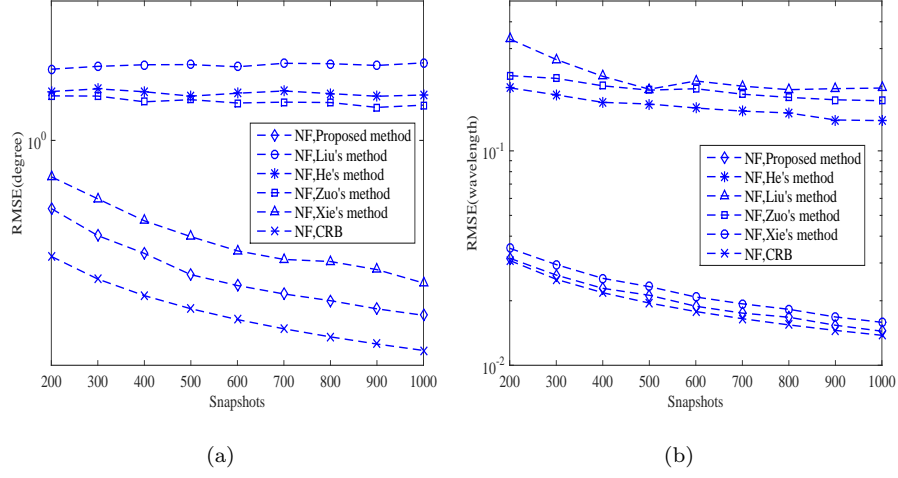 10^0
RMSE(degree)
NF,Proposed method
NF,Liu's method
NF,He's method
NF,Zuo's method
NF,Xie's method
NF,CRB
200 300 400 500 600 700 800 900 1000
Snapshots
(a)
10^-1
10^-2
RMSE(wavelength)
NF,Proposed method
NF,He's method
NF,Liu's method
NF,Zuo's method
NF,Xie's method
NF,CRB
200 300 400 500 600 700 800 900 1000
Snapshots
(b)